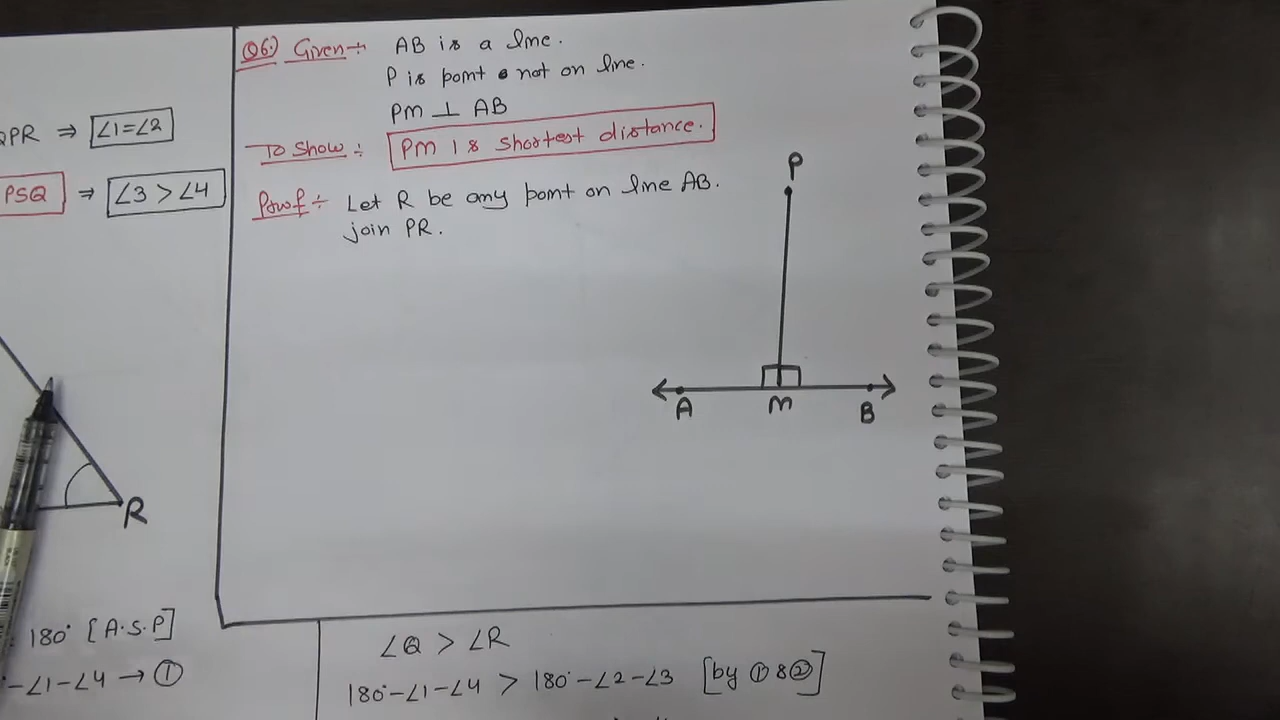 QPR ⇒ ∠1=∠2
PSQ ⇒ ∠3 > ∠4
R
180° [A.S.P]
-∠1-∠4 → ①
Q6.) Given:- AB is a line.
P is point not on line.
PM ⊥ AB
To Show:- PM is shortest distance.
Proof:- Let R be any point on line AB.
join PR.
P
A M B
∠Q > ∠R
180°-∠1-∠4 > 180°-∠2-∠3 [by ① & ②]